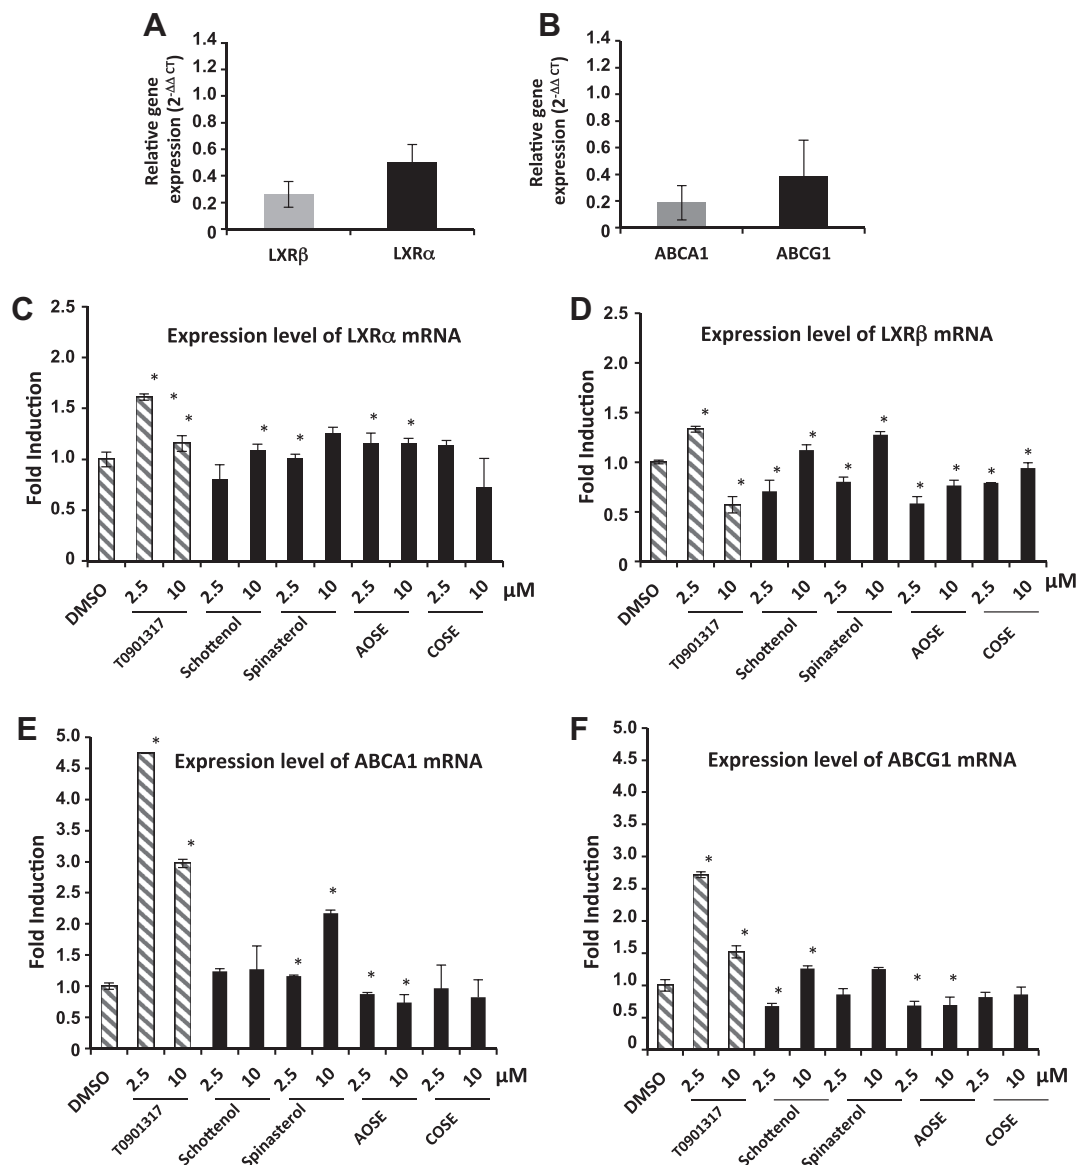 A
Relative gene
expression (2^-ΔΔ CT)
1.4
1.2
1.0
0.8
0.6
0.4
0.2
0
LXRβ LXRα
B
Relative gene
expression (2^-ΔΔ CT)
1.4
1.2
1.0
0.8
0.6
0.4
0.2
0
ABCA1 ABCG1
C
Expression level of LXRα mRNA
Fold Induction
2.5
2.0
1.5
1.0
0.5
0
* * * * * * *
DMSO 2.5 10 2.5 10 2.5 10 2.5 10 2.5 10 μM
T0901317 Schottenol Spinasterol AOSE COSE
D
Expression level of LXRβ mRNA
Fold Induction
2.5
2.0
1.5
1.0
0.5
0
* * * * * * * * * *
DMSO 2.5 10 2.5 10 2.5 10 2.5 10 2.5 10 μM
T0901317 Schottenol Spinasterol AOSE COSE
E
Expression level of ABCA1 mRNA
Fold Induction
5.0
4.5
4.0
3.5
3.0
2.5
2.0
1.5
1.0
0.5
0
* * * * * *
DMSO 2.5 10 2.5 10 2.5 10 2.5 10 2.5 10 μM
T0901317 Schottenol Spinasterol AOSE COSE
F
Expression level of ABCG1 mRNA
Fold Induction
5.0
4.5
4.0
3.5
3.0
2.5
2.0
1.5
1.0
0.5
0
* * * * * *
DMSO 2.5 10 2.5 10 2.5 10 2.5 10 2.5 10 μM
T0901317 Schottenol Spinasterol AOSE COSE